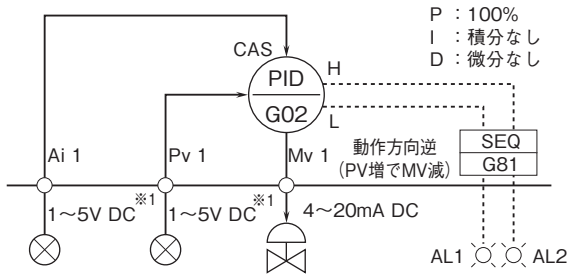 P：100%
I：積分なし
D：微分なし
CAS
PID
G02
H
L
Ai 1
Pv 1
Mv 1
動作方向逆
（PV増でMV減）
SEQ
G81
1～5V DC※1
1～5V DC※1
4～20mA DC
AL1
AL2